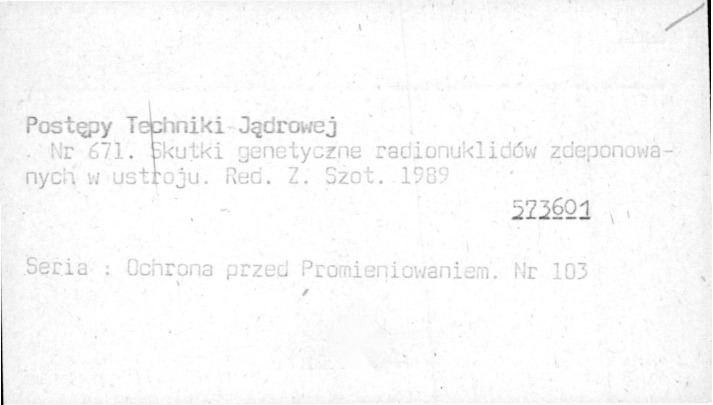 Postępy Techniki Jądrowej
Nr 671. Skutki genetyczne radionuklidów zdeponowa-
nych w ustroju. Red. Z. Szot. 1989
573601
Seria : Ochrona przed Promieniowaniem. Nr 103